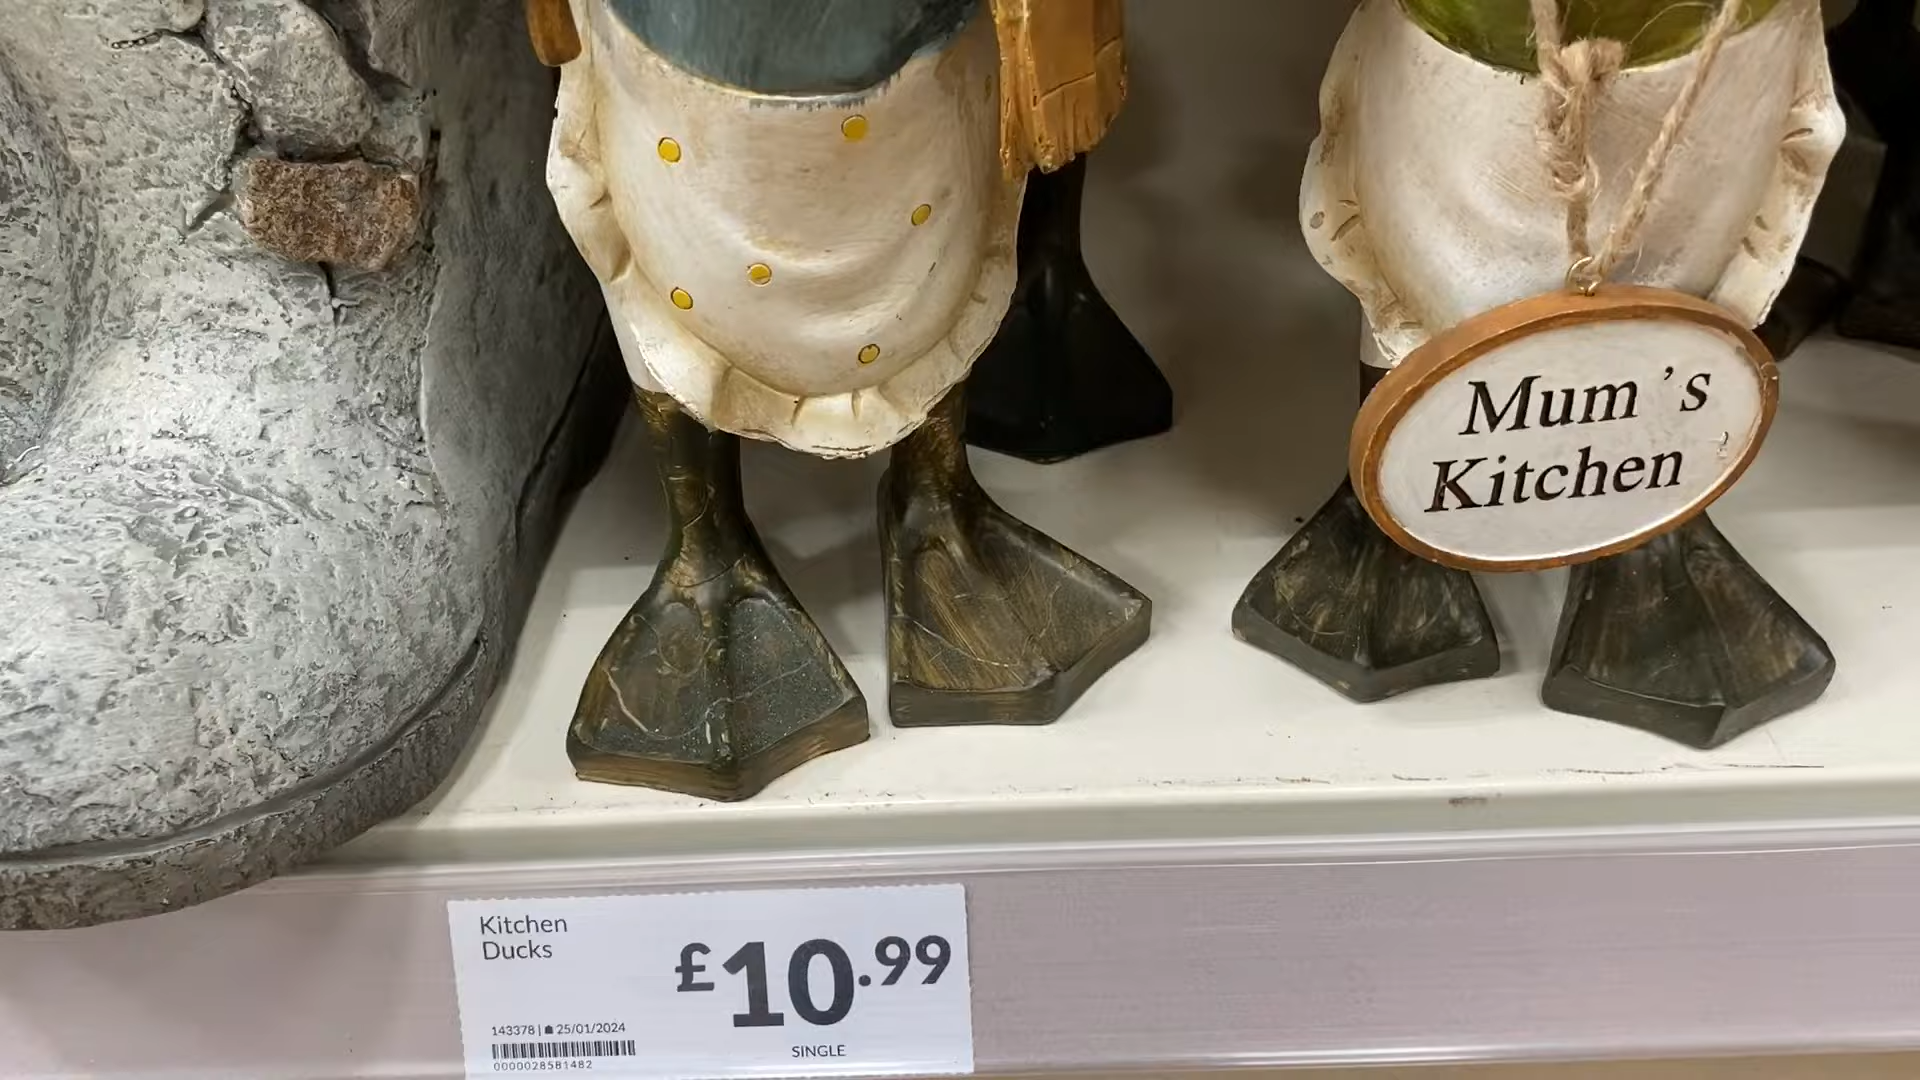 Mum's
Kitchen
Kitchen
Ducks
£10.99
143378 | 25/01/2024
0000028581482
SINGLE